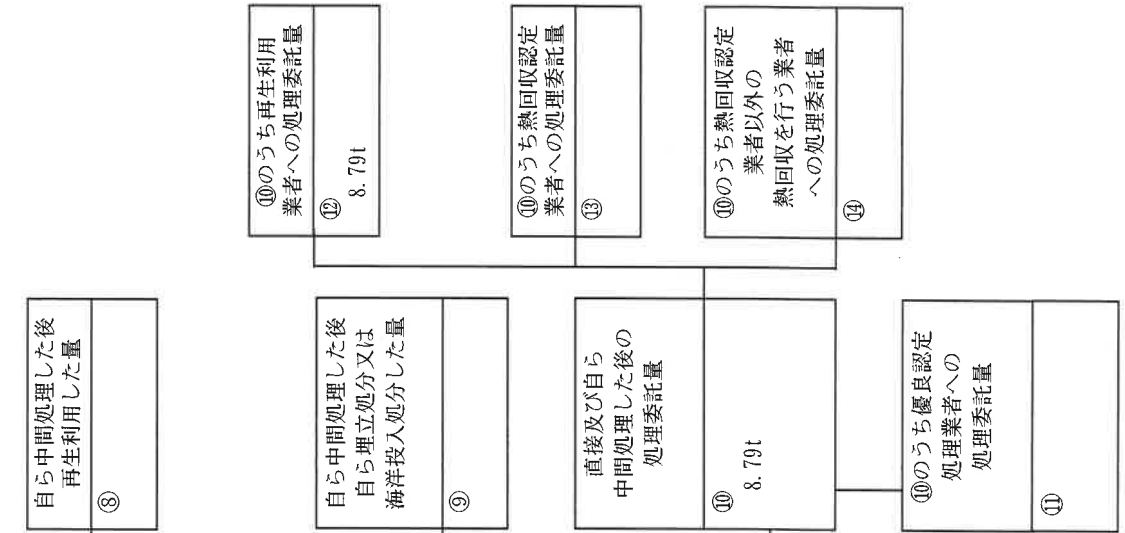 自ら中間処理した後
再生利用した量
⑧
自ら中間処理した後
自ら埋立処分又は
海洋投入処分した量
⑨
直接及び自ら
中間処理した後の
処理委託量
⑩
8.79t
⑩のうち優良認定
処理業者への
処理委託量
⑪
⑩のうち再生利用
業者への処理委託量
⑫
8.79t
⑩のうち熱回収認定
業者への処理委託量
⑬
⑩のうち熱回収認定
業者以外の
熱回収を行う業者
への処理委託量
⑭